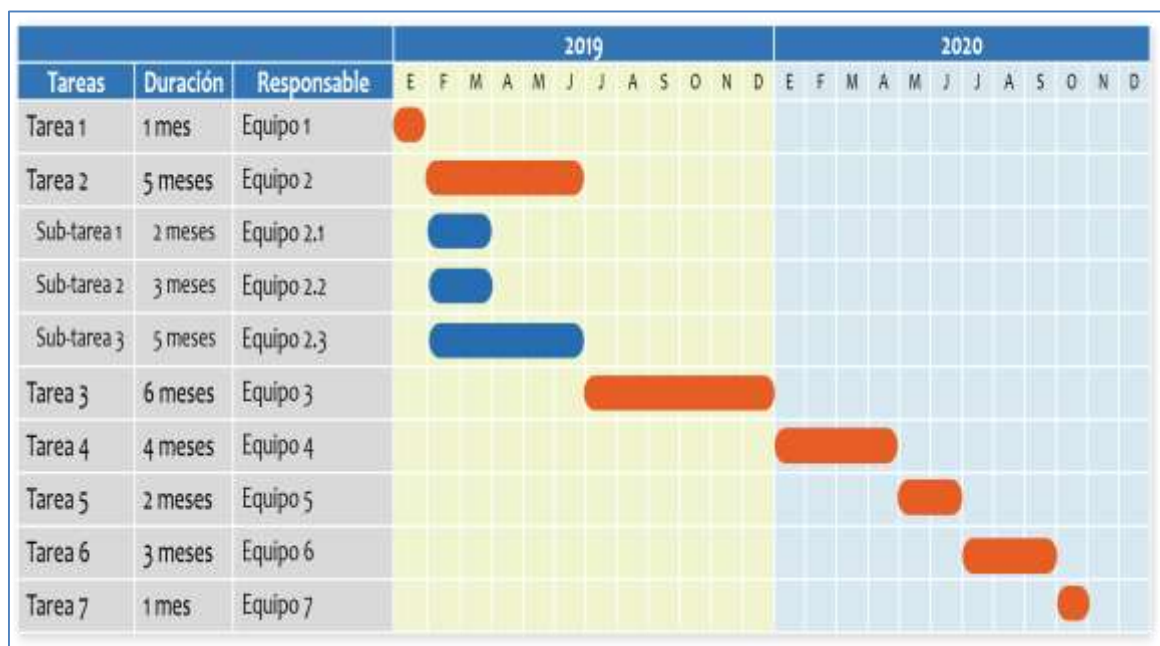 2019 2020
Tareas Duración Responsable E F M A M J J A S O N D E F M A M J J A S O N D
Tarea 1 1 mes Equipo 1
Tarea 2 5 meses Equipo 2
Sub-tarea 1 2 meses Equipo 2.1
Sub-tarea 2 3 meses Equipo 2.2
Sub-tarea 3 5 meses Equipo 2.3
Tarea 3 6 meses Equipo 3
Tarea 4 4 meses Equipo 4
Tarea 5 2 meses Equipo 5
Tarea 6 3 meses Equipo 6
Tarea 7 1 mes Equipo 7